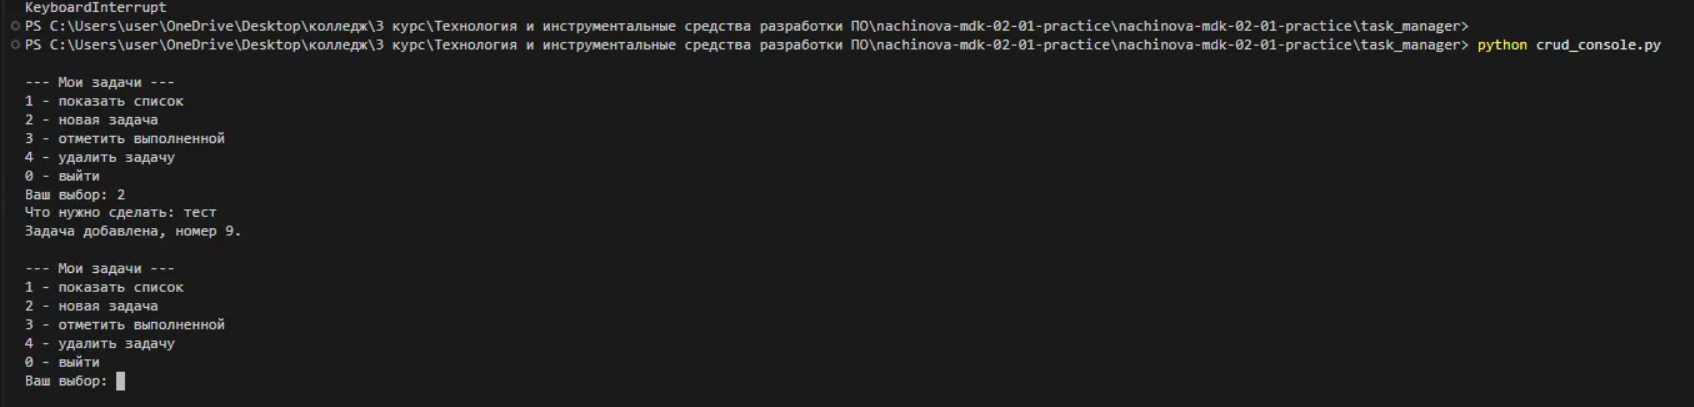 KeyboardInterrupt
PS C:\Users\user\OneDrive\Desktop\колледж\3 курс\Технология и инструментальные средства разработки ПО\nachinova-mdk-02-01-practice\nachinova-mdk-02-01-practice\task_manager>
PS C:\Users\user\OneDrive\Desktop\колледж\3 курс\Технология и инструментальные средства разработки ПО\nachinova-mdk-02-01-practice\nachinova-mdk-02-01-practice\task_manager> python crud_console.py
--- Мои задачи ---
1 - показать список
2 - новая задача
3 - отметить выполненной
4 - удалить задачу
0 - выйти
Ваш выбор: 2
Что нужно сделать: тест
Задача добавлена, номер 9.
--- Мои задачи ---
1 - показать список
2 - новая задача
3 - отметить выполненной
4 - удалить задачу
0 - выйти
Ваш выбор: